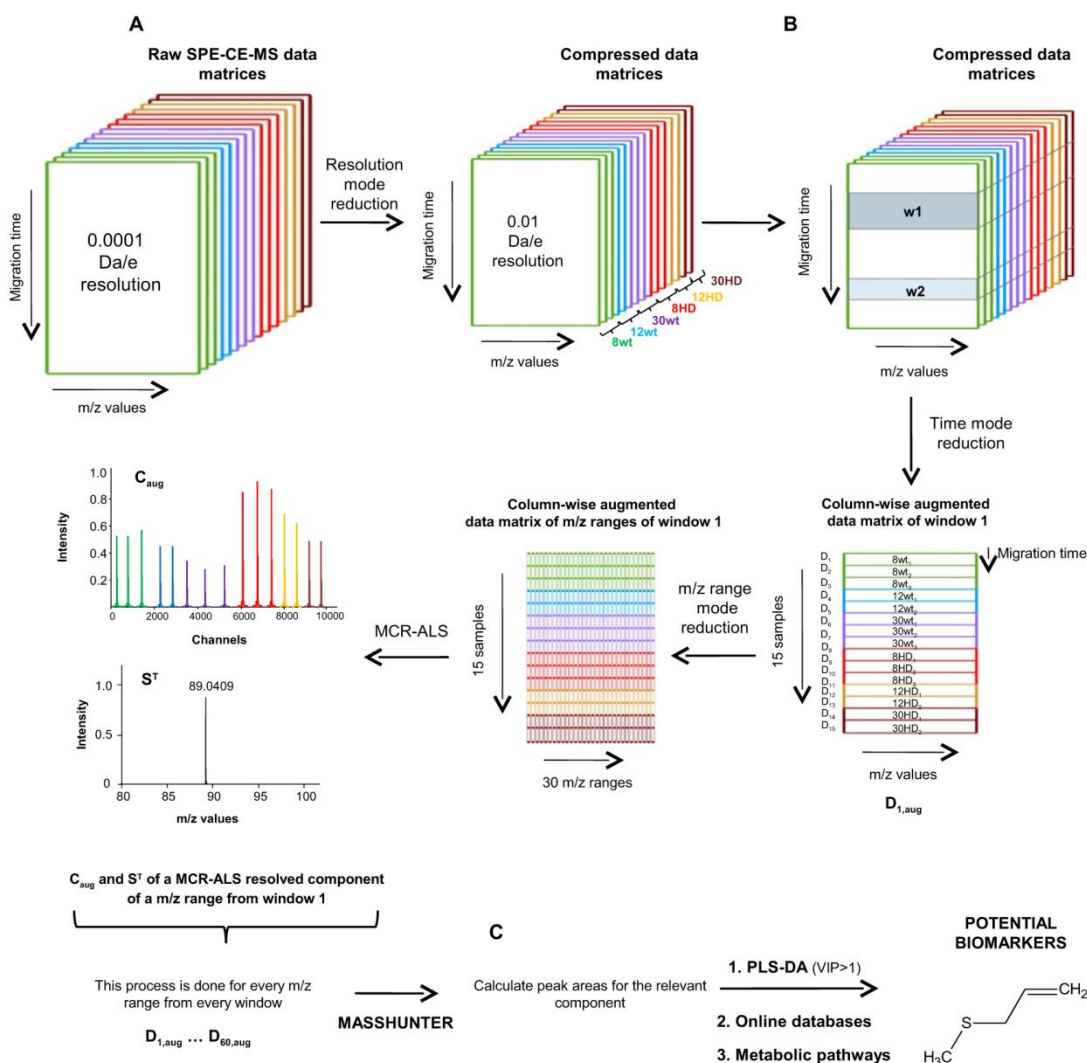 A
B
Raw SPE-CE-MS data
matrices
Compressed data
matrices
Compressed data
matrices
Migration time
0.0001
Da/e
resolution
m/z values
Resolution
mode
reduction
Migration time
0.01
Da/e
resolution
m/z values
8wt
12wt
30wt
8HD
12HD
30HD
Migration time
w1
w2
m/z values
Time mode
reduction
Column-wise augmented
data matrix of window 1
Migration time
15 samples
D1
D2
D3
D4
D5
D6
D7
D8
D9
D10
D11
D12
D13
D14
D15
8wt1
8wt2
8wt3
12wt1
12wt2
30wt1
30wt2
30wt3
8HD1
8HD2
8HD3
12HD1
12HD2
30HD1
30HD2
m/z values
D1,aug
m/z range
mode
reduction
Column-wise augmented
data matrix of m/z ranges of window 1
15 samples
30 m/z ranges
MCR-ALS
Caug
Intensity
1.0
0.8
0.6
0.4
0.2
0 2000 4000 6000 8000 10000
Channels
ST
89.0409
Intensity
1.0
0.5
0
80 85 90 95 100
m/z values
Caug and ST of a MCR-ALS resolved component
of a m/z range from window 1
This process is done for every m/z
range from every window
D1,aug ... D60,aug
MASSHUNTER
C
Calculate peak areas for the relevant
component
1. PLS-DA (VIP>1)
2. Online databases
3. Metabolic pathways
POTENTIAL
BIOMARKERS
CH2
S
H3C